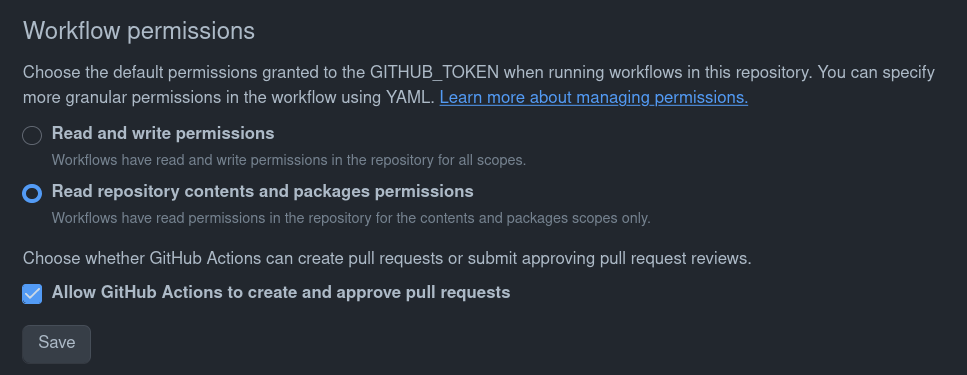 Workflow permissions
Choose the default permissions granted to the GITHUB_TOKEN when running workflows in this repository. You can specify
more granular permissions in the workflow using YAML. Learn more about managing permissions.
Read and write permissions
Workflows have read and write permissions in the repository for all scopes.
Read repository contents and packages permissions
Workflows have read permissions in the repository for the contents and packages scopes only.
Choose whether GitHub Actions can create pull requests or submit approving pull request reviews.
Allow GitHub Actions to create and approve pull requests
Save